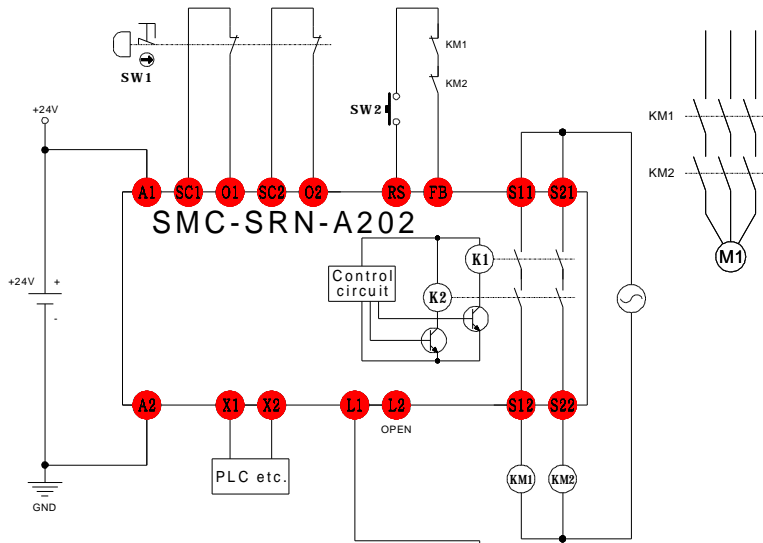 SW1
KM1
KM2
SW2
+24V
KM1
KM2
A1 SC1 O1 SC2 O2 RS FB S11 S21
SMC-SRN-A202
M1
K1
Control
circuit
K2
+24V
+
-
A2 X1 X2 L1 L2 S12 S22
OPEN
PLC etc.
KM1 KM2
GND